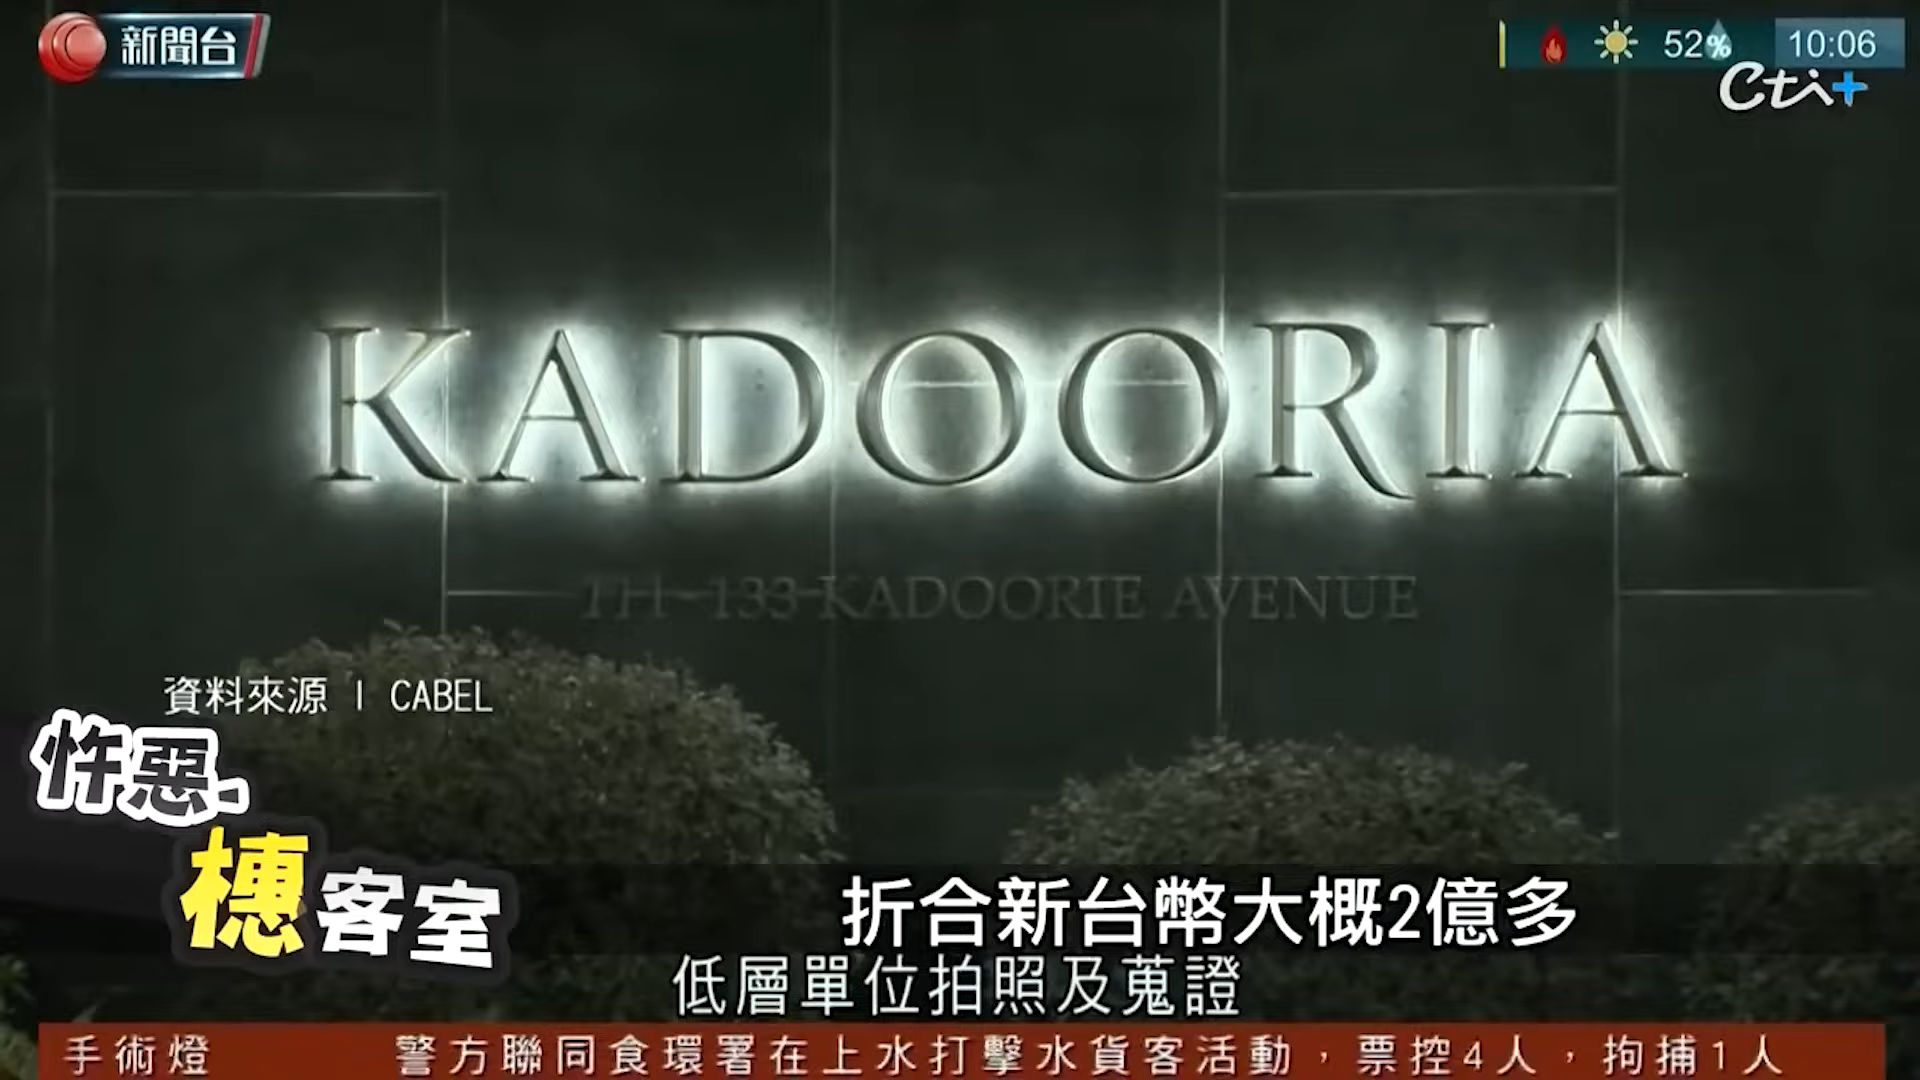 新聞台
52%
10:06
Cti+
KADOORIA
111-133 KADOORIE AVENUE
資料來源 | CABEL
忤惡
橞客室
折合新台幣大概2億多
低層單位拍照及蒐證
手術燈 警方聯同食環署在上水打擊水貨客活動，票控4人，拘捕1人